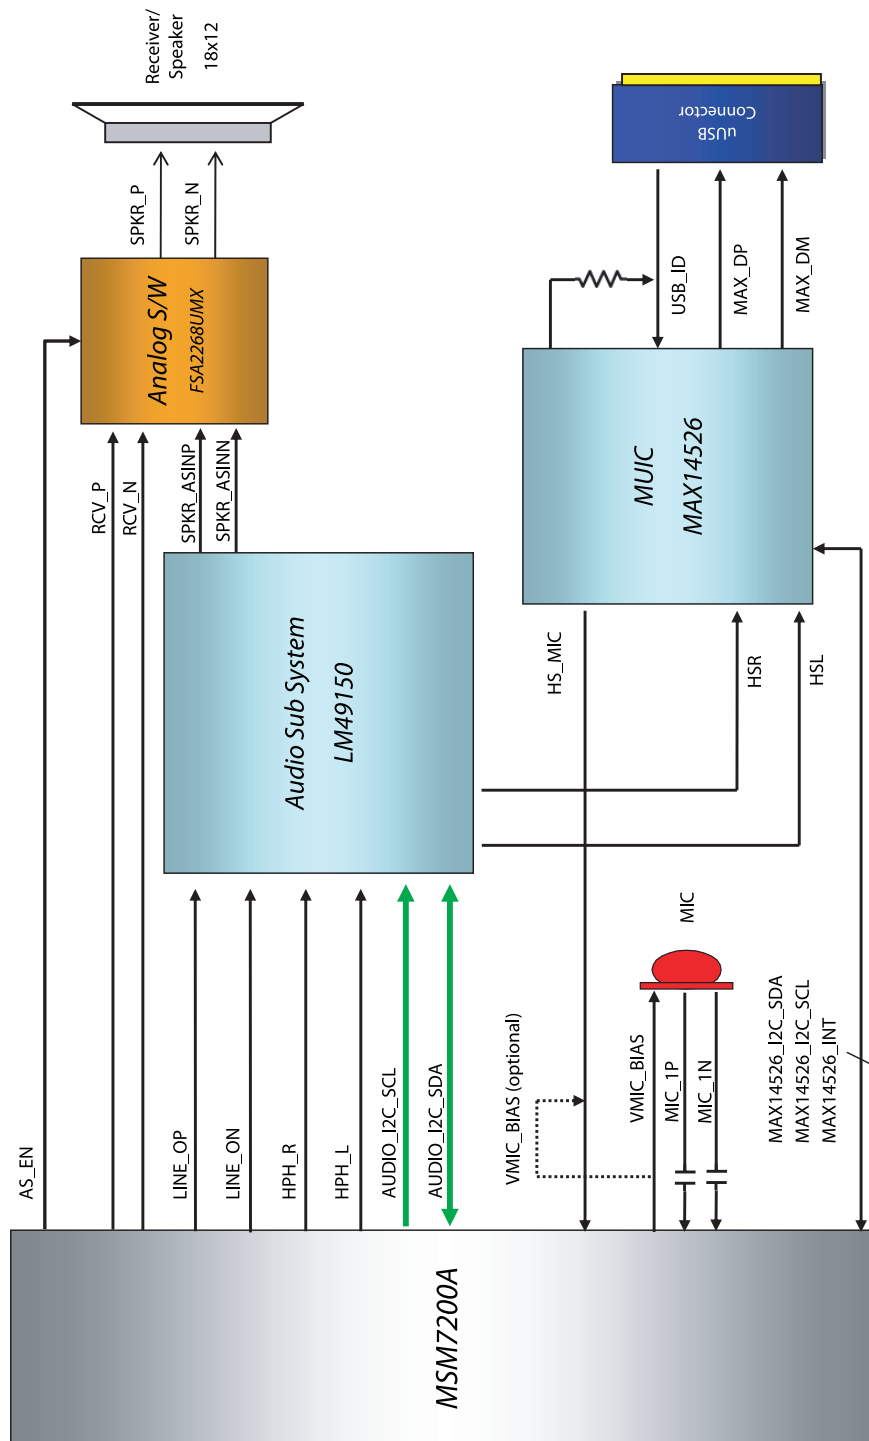 Receiver/
Speaker
18x12
SPKR_P
SPKR_N
Analog S/W
FSA2268UMX
RCV_P
RCV_N
SPKR_ASINP
SPKR_ASINN
Audio Sub System
LM49150
AS_EN
LINE_OP
LINE_ON
HPH_R
HPH_L
AUDIO_I2C_SCL
AUDIO_I2C_SDA
uUSB
Connector
USB_ID
MAX_DP
MAX_DM
MUIC
MAX14526
HS_MIC
HSR
HSL
MIC
VMIC_BIAS (optional)
VMIC_BIAS
MIC_1P
MIC_1N
MAX14526_I2C_SDA
MAX14526_I2C_SCL
MAX14526_INT
MSM7200A